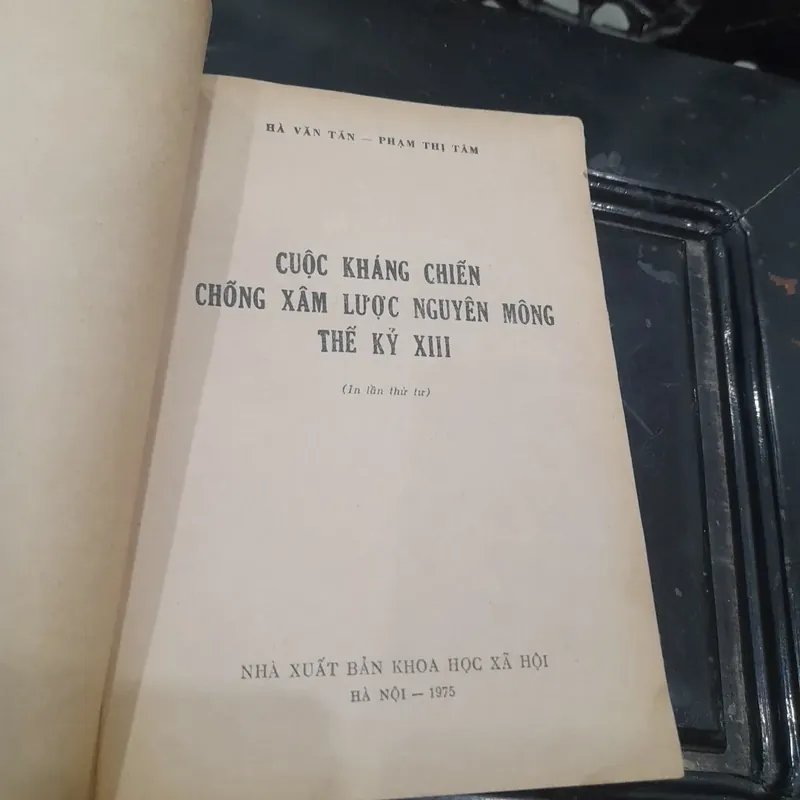 HÀ VĂN TẤN — PHẠM THỊ TÂM
CUỘC KHÁNG CHIẾN
CHỐNG XÂM LƯỢC NGUYÊN MÔNG
THẾ KỶ XIII
(In lần thứ tư)
NHÀ XUẤT BẢN KHOA HỌC XÃ HỘI
HÀ NỘI — 1975